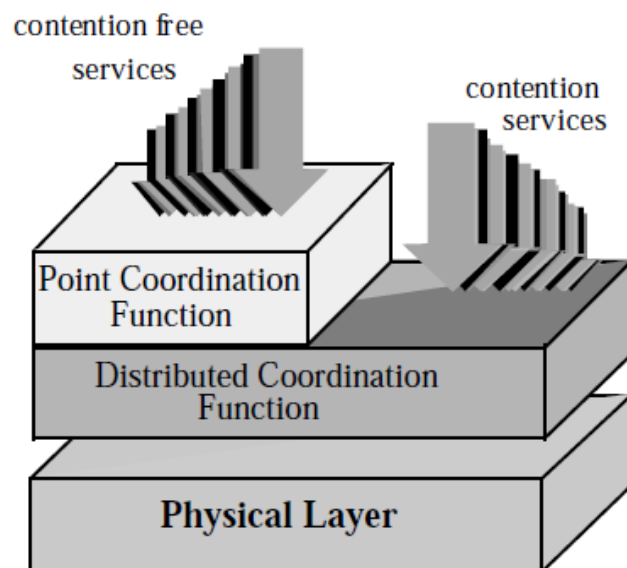 contention free
services
contention
services
Point Coordination
Function
Distributed Coordination
Function
Physical Layer